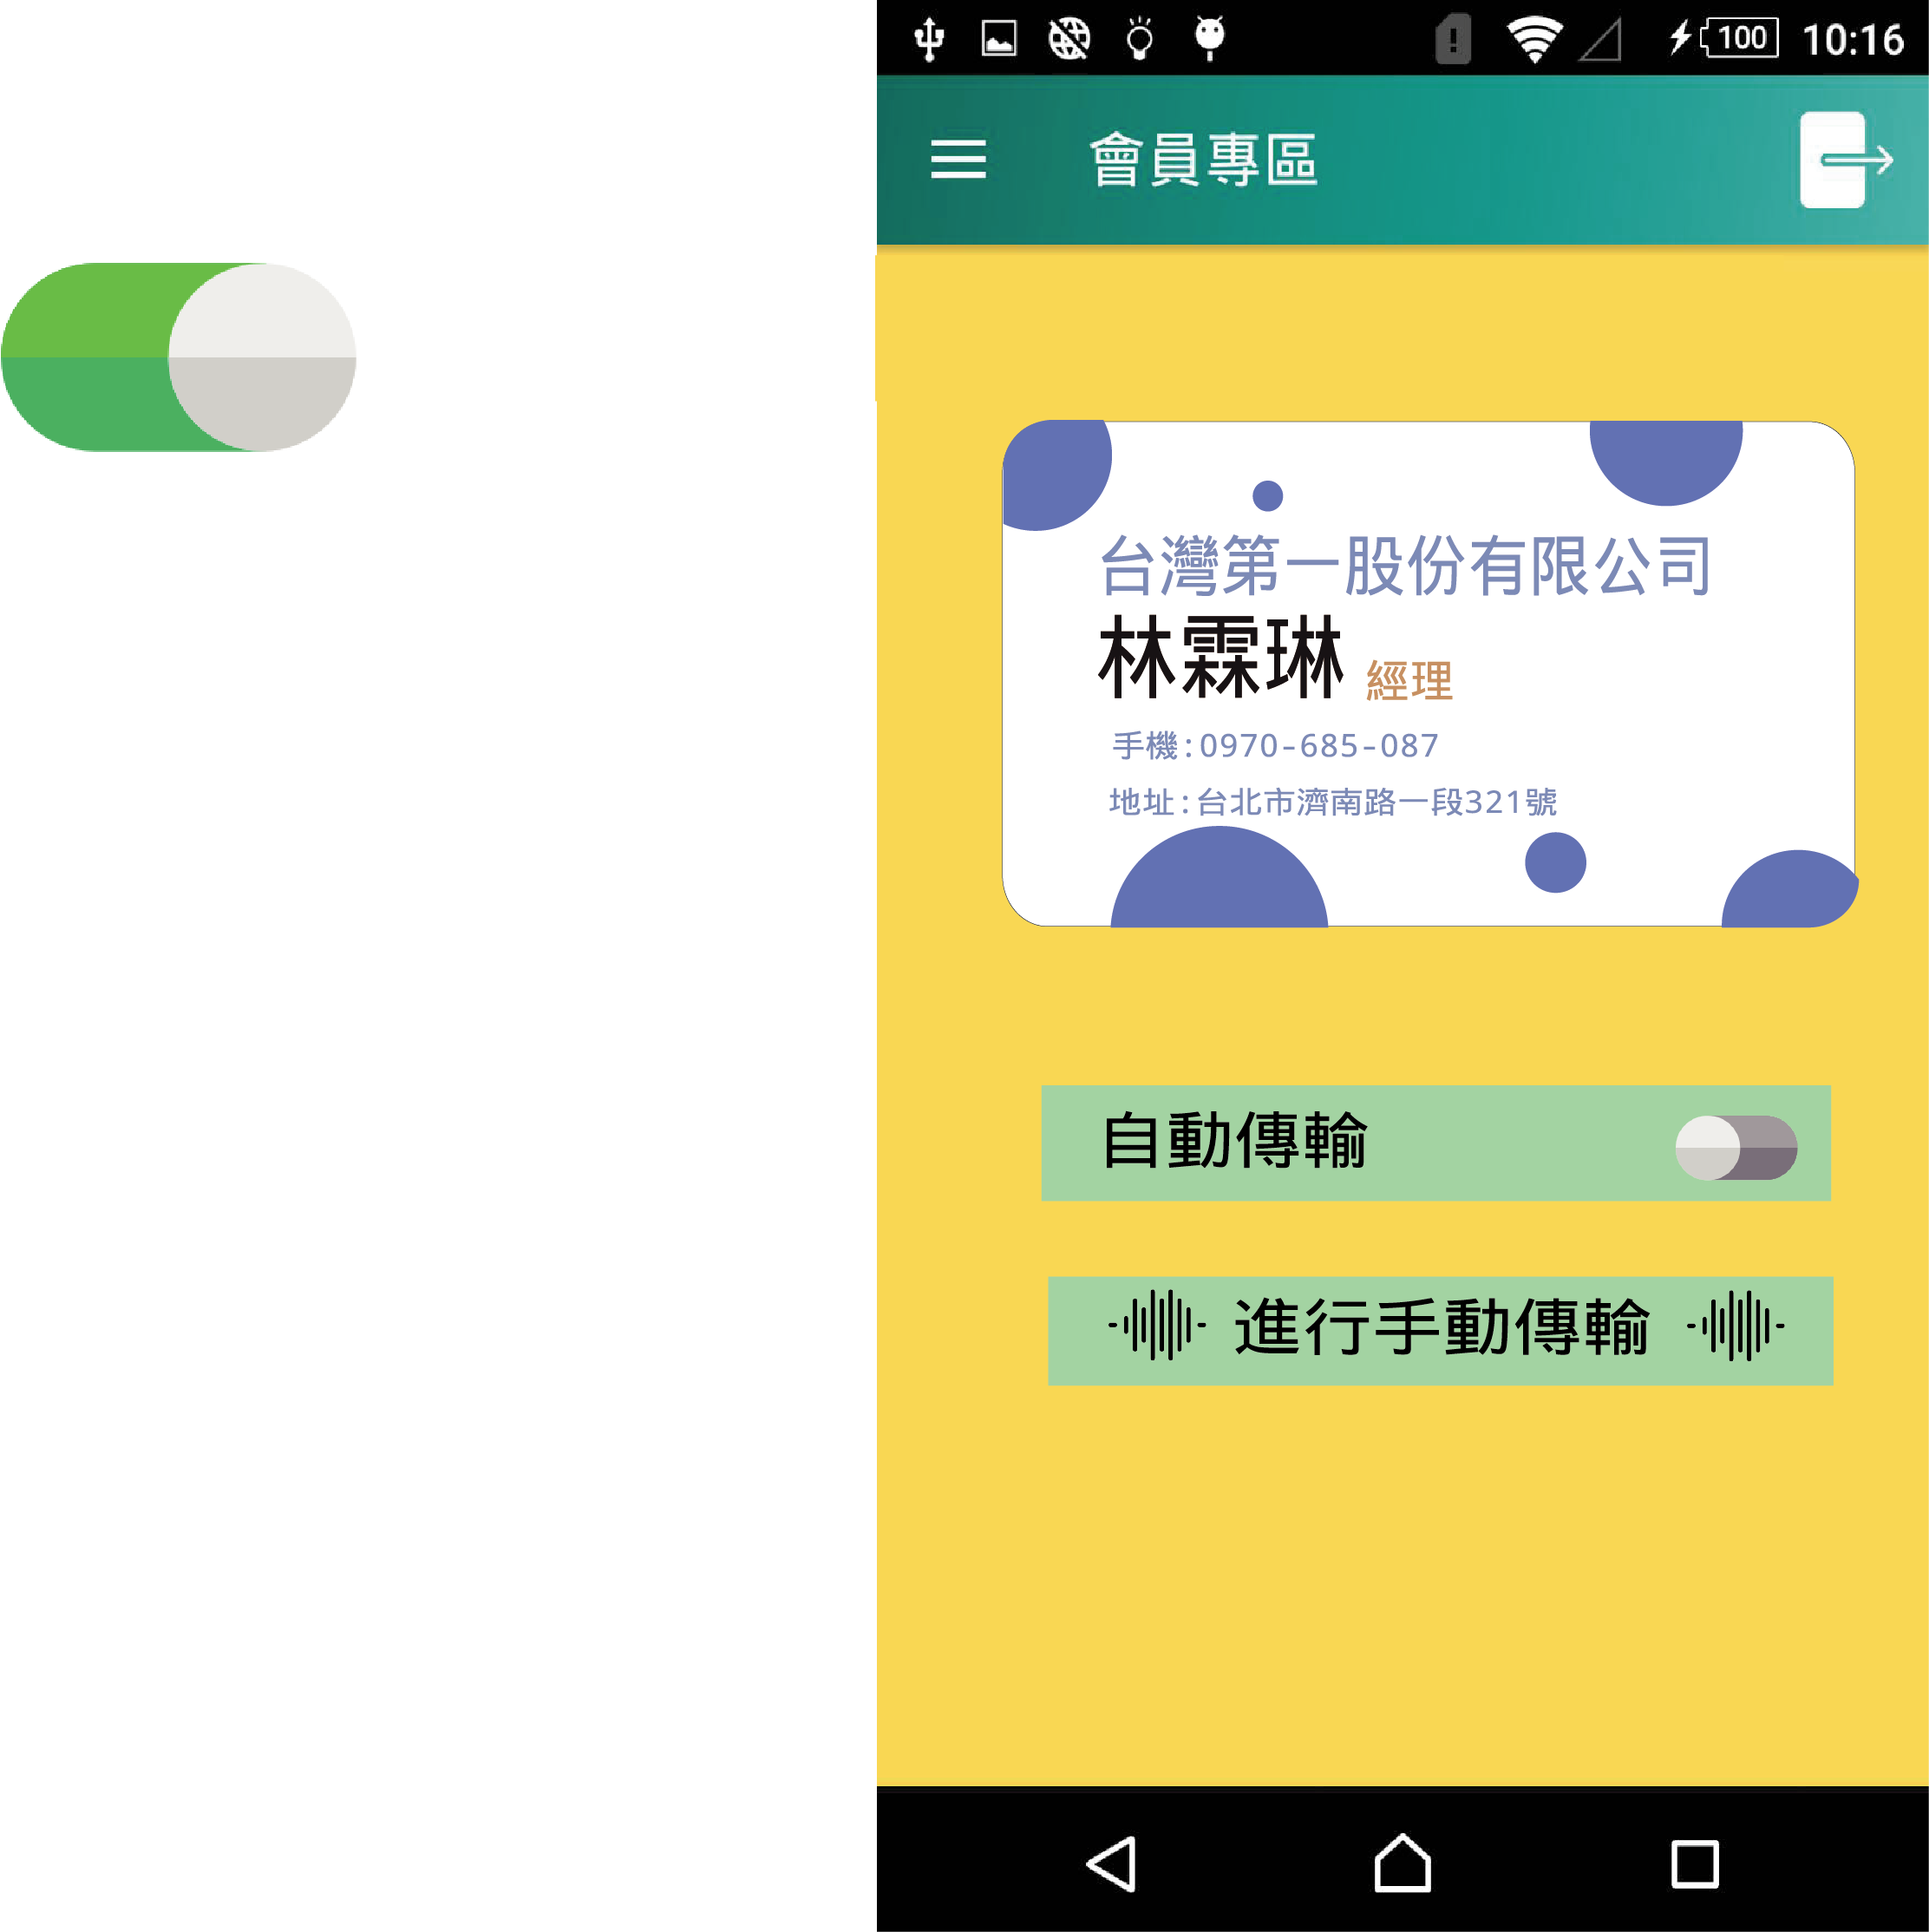 100 10:16
會員專區
台灣第一股份有限公司
林霖琳 經理
手機:0970-685-087
地址:台北市濟南路一段321號
自動傳輸
進行手動傳輸